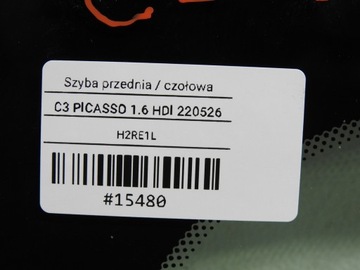 Szyba przednia / czołowa
C3 PICASSO 1.6 HDI 220526
H2RE1L
#15480